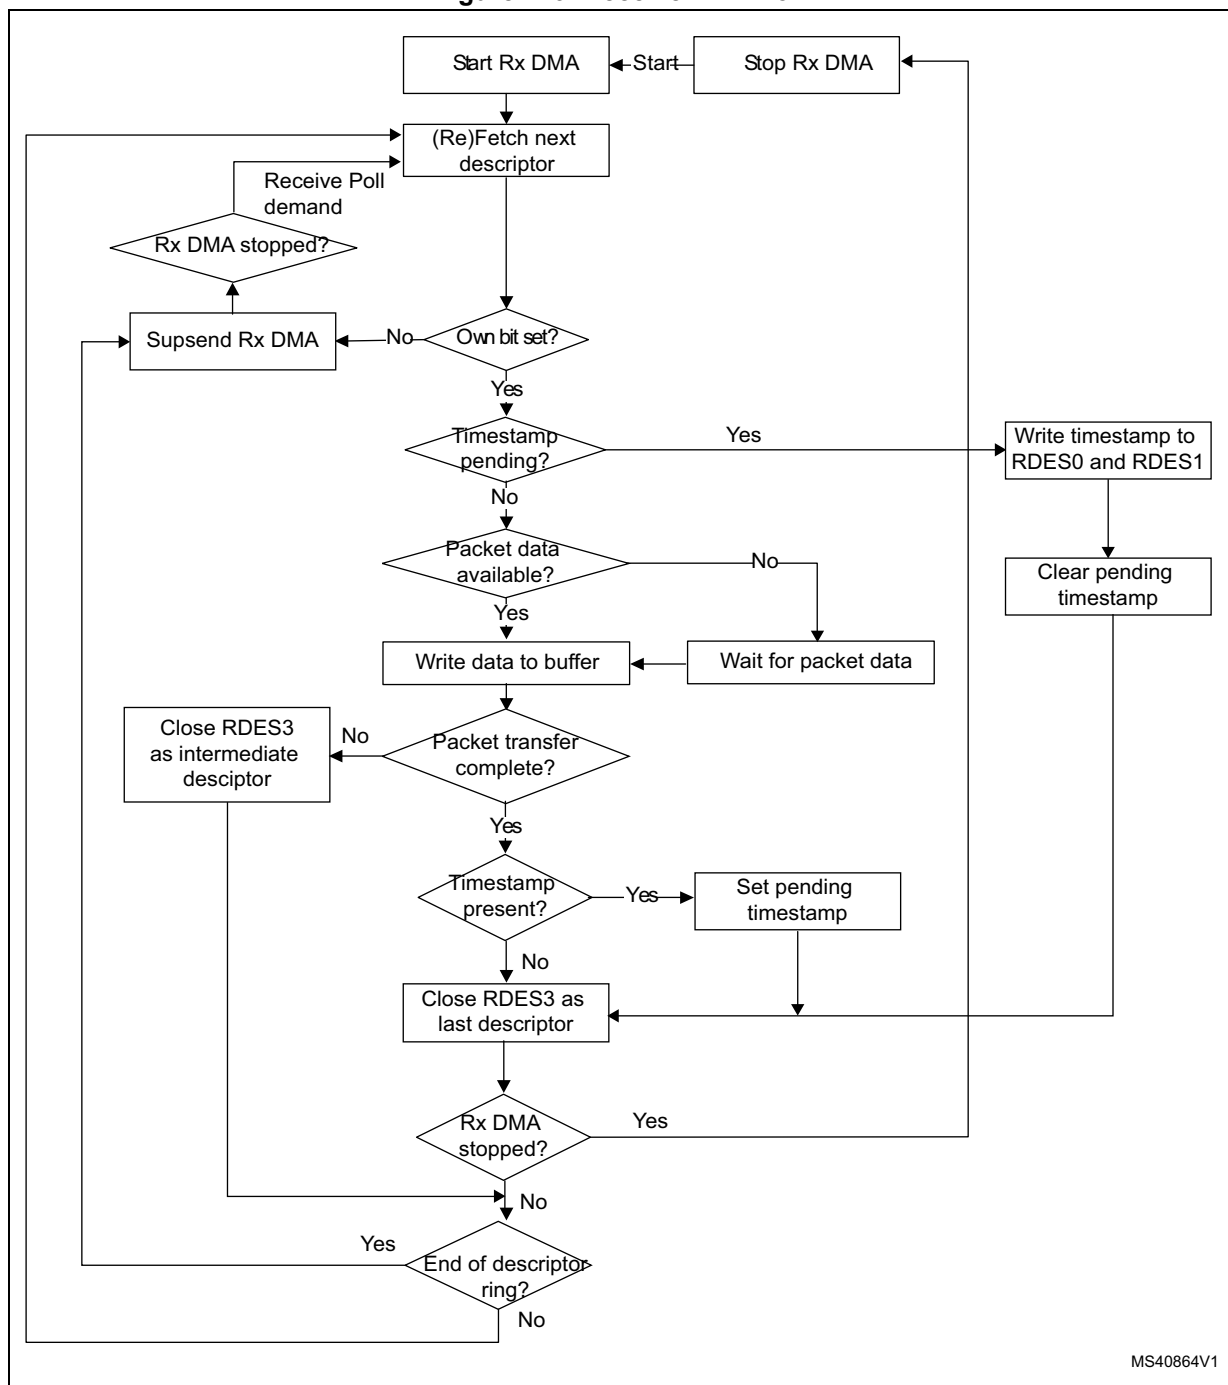 Start Rx DMA
Start
Stop Rx DMA
(Re)Fetch next
descriptor
Receive Poll
demand
Rx DMA stopped?
Supsend Rx DMA
No
Own bit set?
Yes
Timestamp
pending?
Yes
Write timestamp to
RDES0 and RDES1
No
Packet data
available?
No
Clear pending
timestamp
Yes
Write data to buffer
Wait for packet data
Close RDES3
as intermediate
desciptor
No
Packet transfer
complete?
Yes
Timestamp
present?
Yes
Set pending
timestamp
No
Close RDES3 as
last descriptor
Rx DMA
stopped?
Yes
No
Yes
End of descriptor
ring?
No
MS40864V1